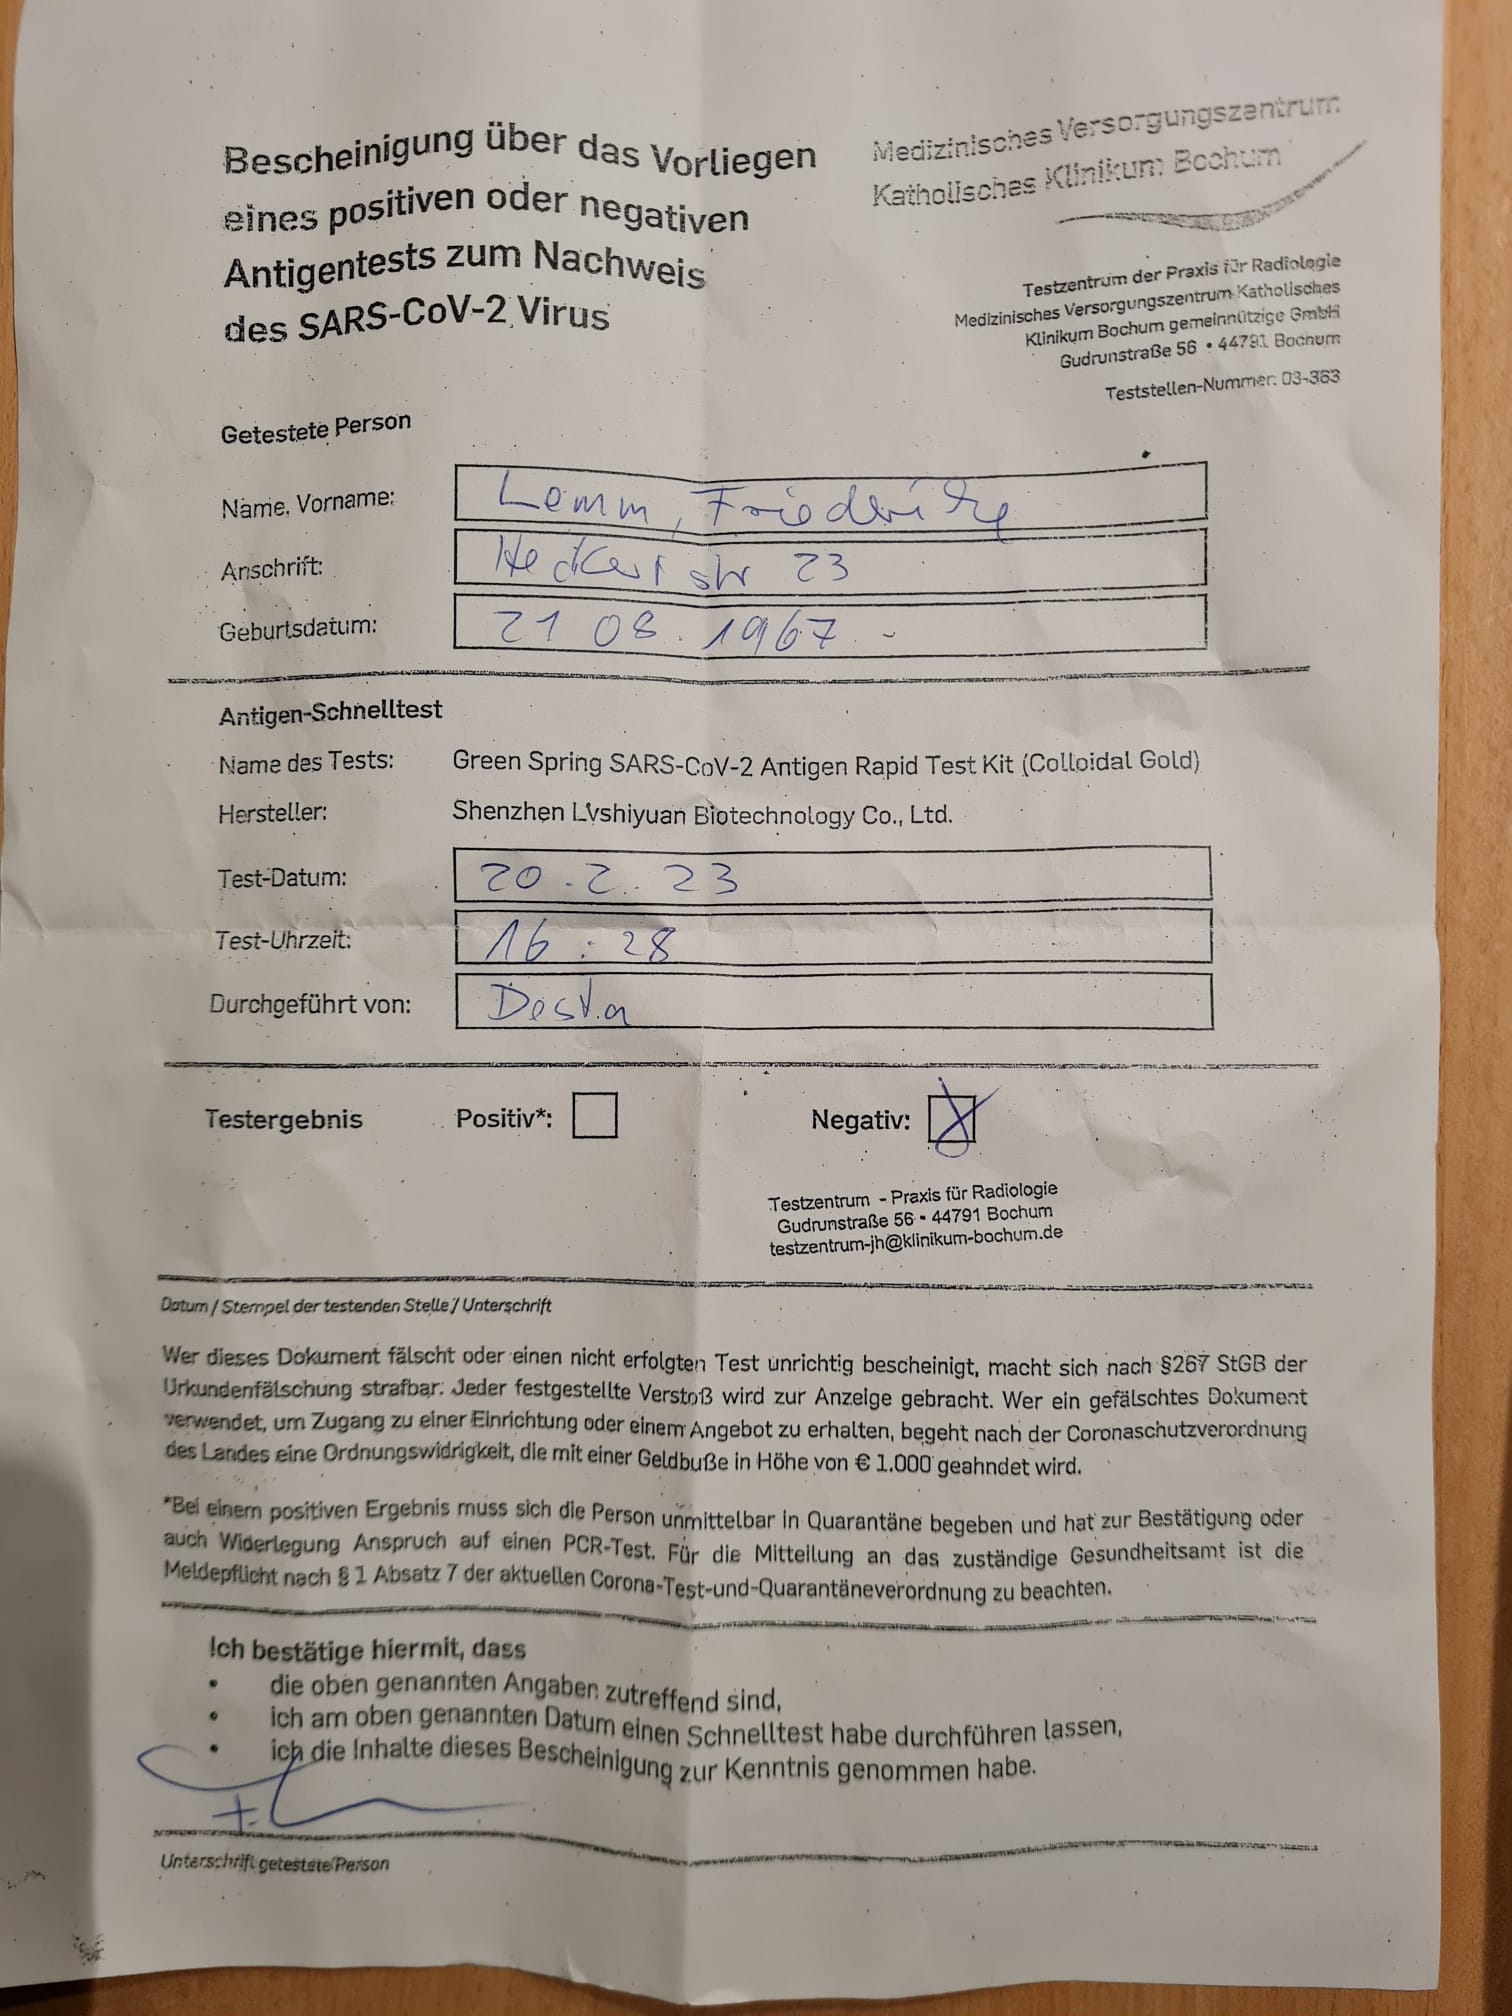 Bescheinigung über das Vorliegen
eines positiven oder negativen
Antigentests zum Nachweis
des SARS-CoV-2 Virus
Medizinisches Versorgungszentrum
Katholisches Klinikum Bochum
Testzentrum der Praxis für Radiologie
Medizinisches Versorgungszentrum Katholisches
Klinikum Bochum gemeinnützige GmbH
Gudrunstraße 56 • 44791 Bochum
Teststellen-Nummer: 03-363
Getestete Person
Name, Vorname: Lemm, Friederike
Anschrift: Heckert str 23
Geburtsdatum: 21 08. 1967 -
Antigen-Schnelltest
Name des Tests: Green Spring SARS-CoV-2 Antigen Rapid Test Kit (Colloidal Gold)
Hersteller: Shenzhen LVshiyuan Biotechnology Co., Ltd.
Test-Datum: 20.2.23
Test-Uhrzeit: 16:28
Durchgeführt von:
Testergebnis Positiv*: Negativ: X
Testzentrum - Praxis für Radiologie
Gudrunstraße 56 • 44791 Bochum
testzentrum-jh@klinikum-bochum.de
Datum / Stempel der testenden Stelle / Unterschrift
Wer dieses Dokument fälscht oder einen nicht erfolgten Test unrichtig bescheinigt, macht sich nach §267 StGB der
Urkundenfälschung strafbar. Jeder festgestellte Verstoß wird zur Anzeige gebracht. Wer ein gefälschtes Dokument
verwendet, um Zugang zu einer Einrichtung oder einem Angebot zu erhalten, begeht nach der Coronaschutzverordnung
des Landes eine Ordnungswidrigkeit, die mit einer Geldbuße in Höhe von € 1.000 geahndet wird.
*Bei einem positiven Ergebnis muss sich die Person unmittelbar in Quarantäne begeben und hat zur Bestätigung oder
auch Widerlegung Anspruch auf einen PCR-Test. Für die Mitteilung an das zuständige Gesundheitsamt ist die
Meldepflicht nach § 1 Absatz 7 der aktuellen Corona-Test-und-Quarantäneverordnung zu beachten.
Ich bestätige hiermit, dass
• die oben genannten Angaben zutreffend sind,
• ich am oben genannten Datum einen Schnelltest habe durchführen lassen,
• ich die Inhalte dieses Bescheinigung zur Kenntnis genommen habe.
Unterschrift getestete Person